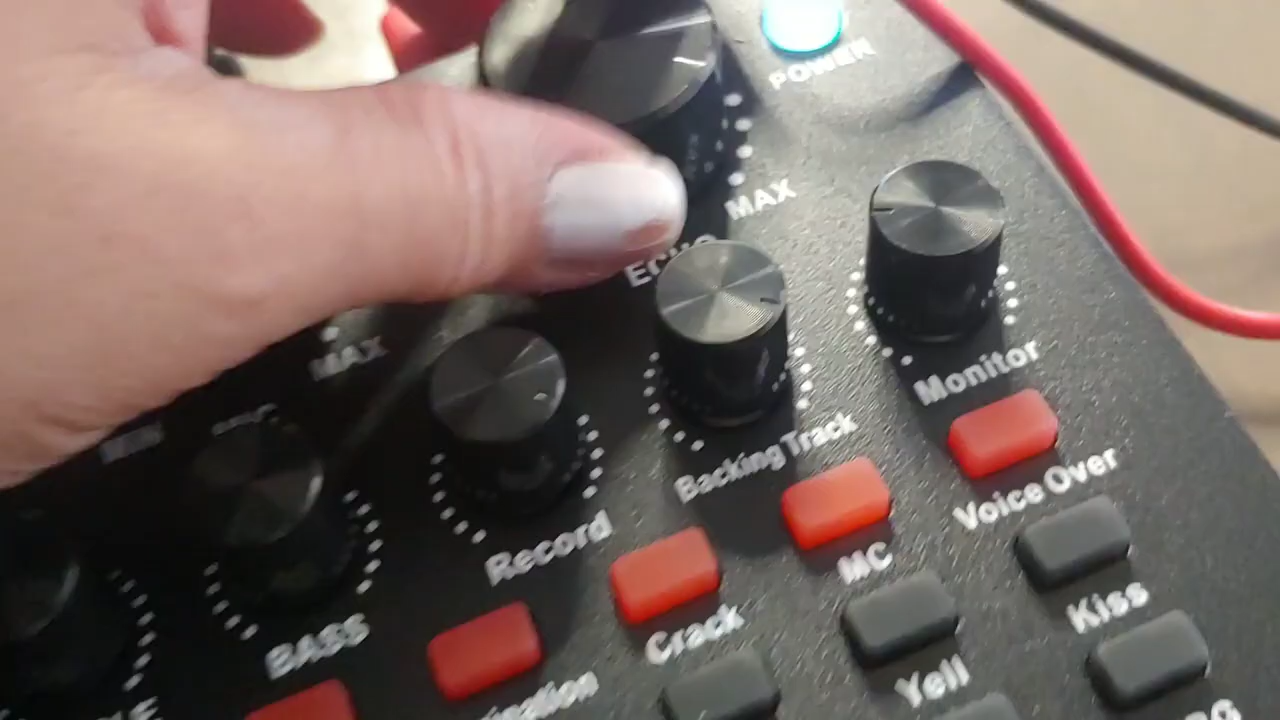 POWER
MAX
MAX
Monitor
Backing Track
Voice Over
Record
MC
Kiss
Crack
BASS
Yell